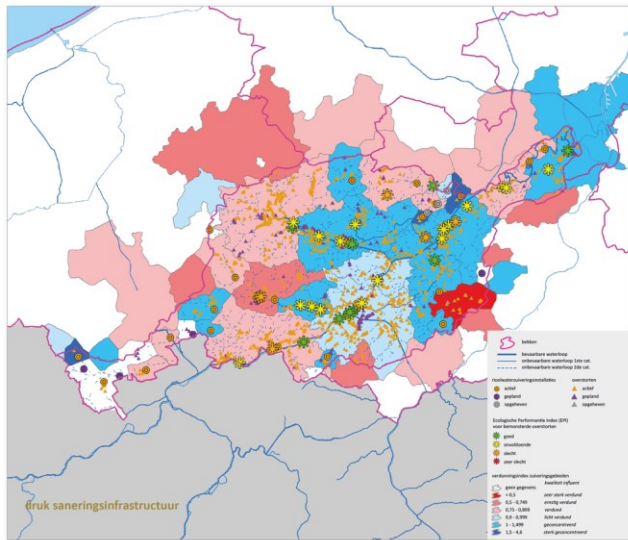 druk saneringsinfrastructuur
bekken
bevaarbare waterloop
onbevaarbare waterloop 1ste cat.
onbevaarbare waterloop 2de cat.
rioolwaterzuiveringsinstallaties overstorten
actief actief
gepland gepland
opgeheven opgeheven
Ecologische Performantie Index (EPI)
voor bemonsterde overstorten
goed
onvoldoende
slecht
zeer slecht
verdunningsindex zuiveringsgebieden
kwaliteit influent
geen gegevens
< 0,5 zeer sterk verdund
0,5 - 0,749 ernstig verdund
0,75 - 0,899 verdund
0,9 - 0,999 licht verdund
1 - 1,499 geconcentreerd
1,5 - 4,6 sterk geconcentreerd